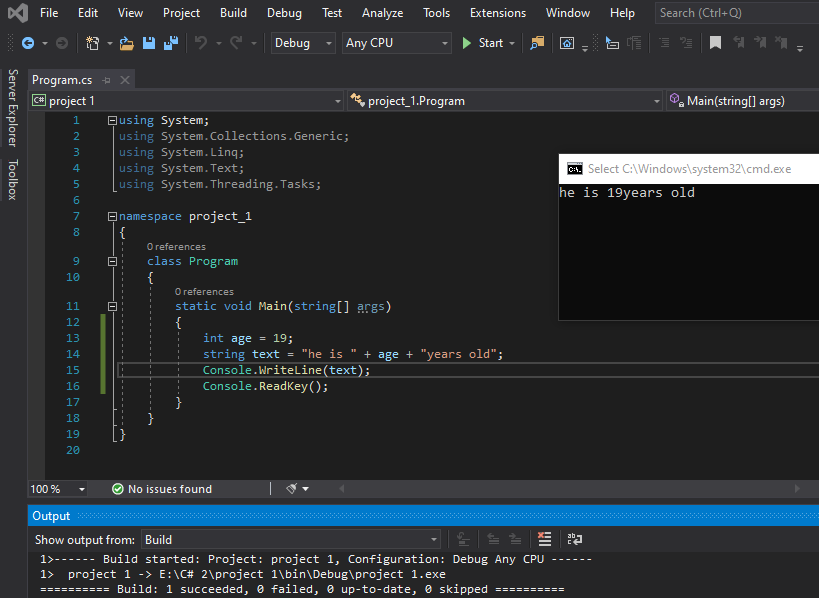 File Edit View Project Build Debug Test Analyze Tools Extensions Window Help Search (Ctrl+Q)
Debug Any CPU Start
Server Explorer
Toolbox
Program.cs
C# project 1 project_1.Program Main(string[] args)
1 using System;
2 using System.Collections.Generic;
3 using System.Linq;
4 using System.Text;
5 using System.Threading.Tasks;
6
7 namespace project_1
8 {
0 references
9 class Program
10 {
0 references
11 static void Main(string[] args)
12 {
13 int age = 19;
14 string text = "he is " + age + "years old";
15 Console.WriteLine(text);
16 Console.ReadKey();
17 }
18 }
19 }
20
C:\. Select C:\Windows\system32\cmd.exe
he is 19years old
100 % No issues found
Output
Show output from: Build
1>------ Build started: Project: project 1, Configuration: Debug Any CPU ------
1> project 1 -> E:\C# 2\project 1\bin\Debug\project 1.exe
========== Build: 1 succeeded, 0 failed, 0 up-to-date, 0 skipped ==========